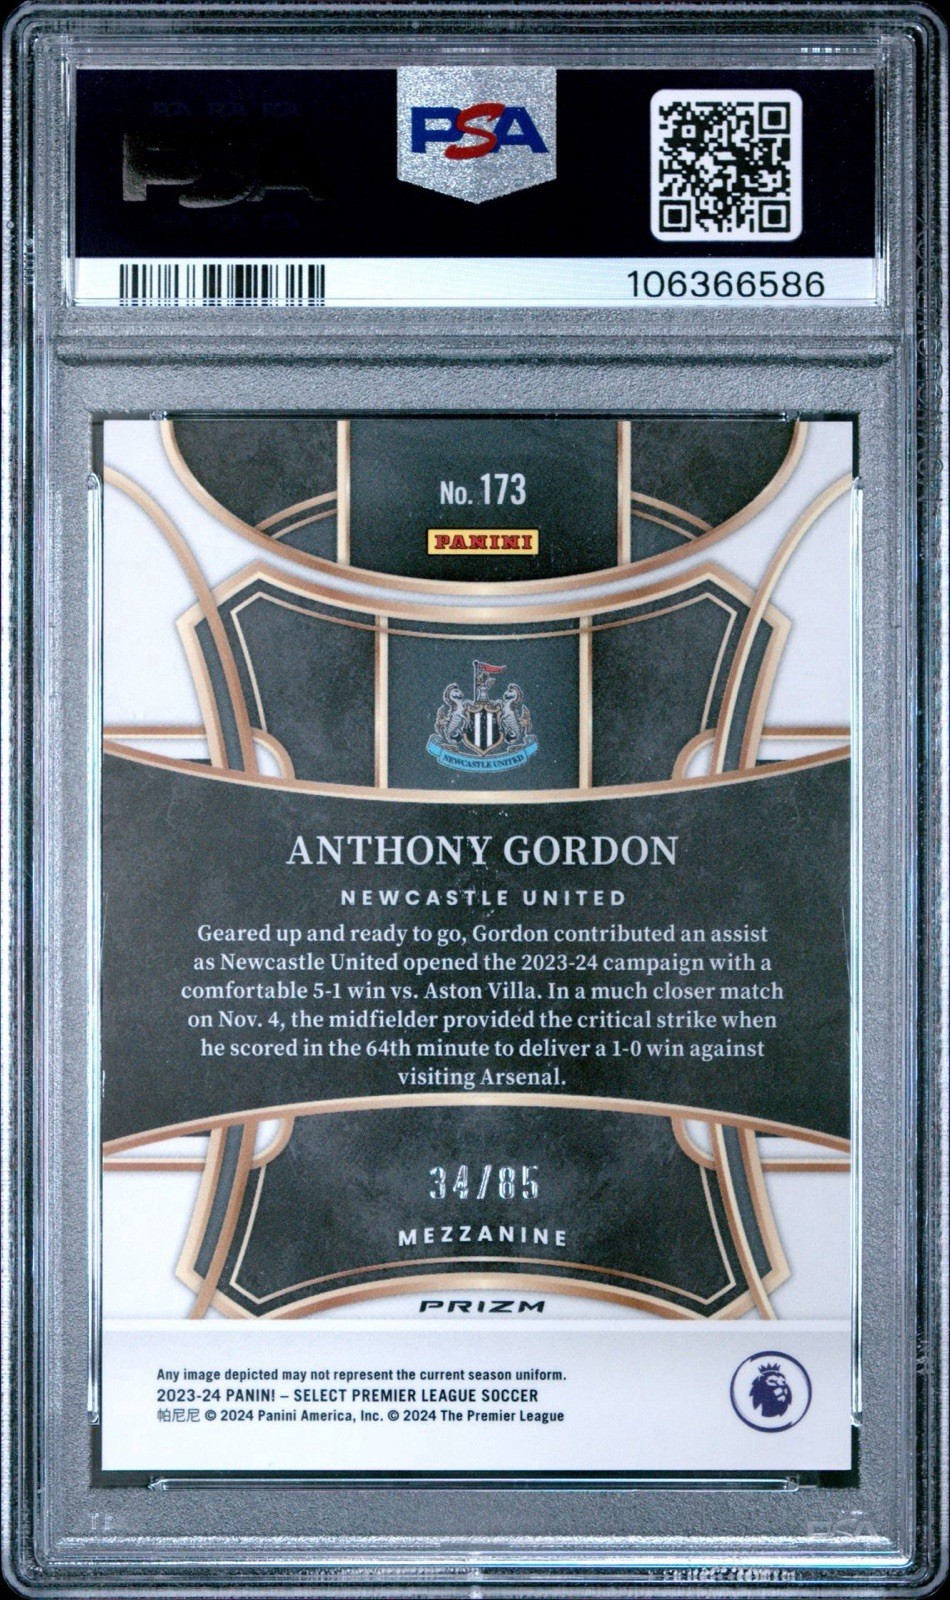 PSA
PSA
106366586
No. 173
PANINI
NEWCASTLE UNITED
ANTHONY GORDON
NEWCASTLE UNITED
Geared up and ready to go, Gordon contributed an assist
as Newcastle United opened the 2023-24 campaign with a
comfortable 5-1 win vs. Aston Villa. In a much closer match
on Nov. 4, the midfielder provided the critical strike when
he scored in the 64th minute to deliver a 1-0 win against
visiting Arsenal.
34/85
MEZZANINE
PRIZM
Any image depicted may not represent the current season uniform.
2023-24 PANINI – SELECT PREMIER LEAGUE SOCCER
帕尼尼 © 2024 Panini America, Inc. © 2024 The Premier League
PSA